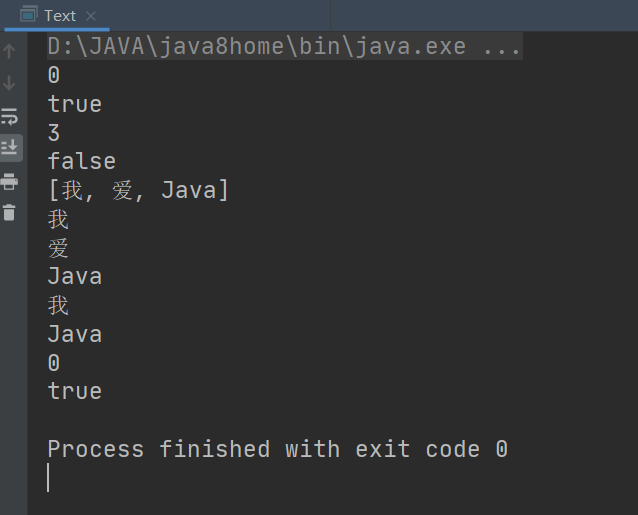 Text
D:\JAVA\java8home\bin\java.exe ...
0
true
3
false
[我, 爱, Java]
我
爱
Java
我
Java
0
true
Process finished with exit code 0